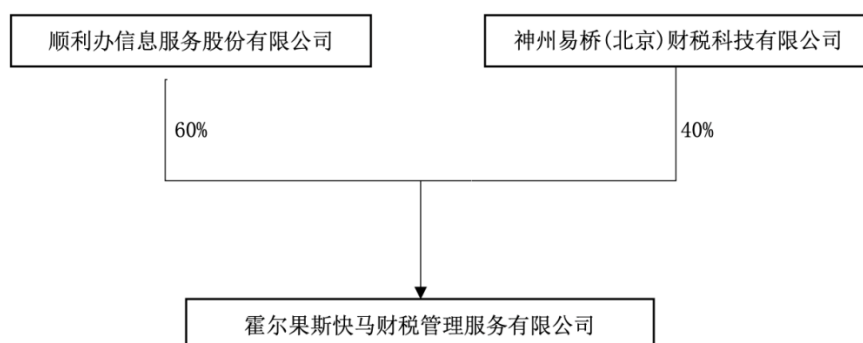 顺利办信息服务股份有限公司
神州易桥(北京)财税科技有限公司
60%
40%
霍尔果斯快马财税管理服务有限公司